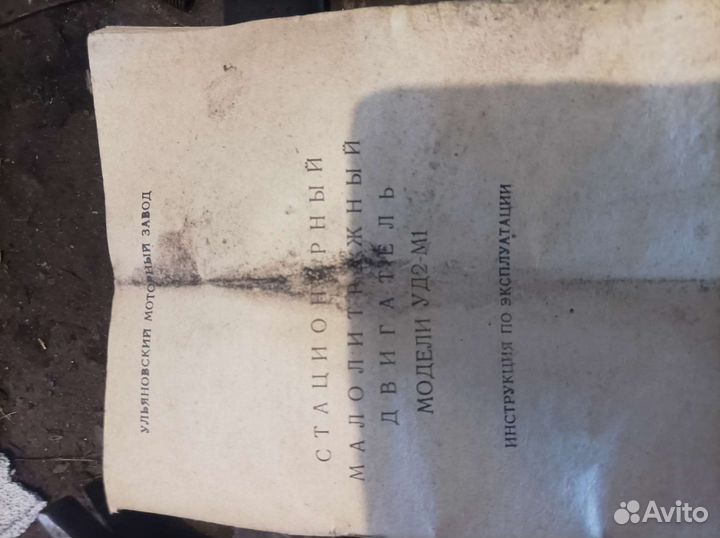 УЛЬЯНОВСКИЙ МОТОРНЫЙ ЗАВОД
СТАЦИОНАРНЫЙ
МАЛОЛИТРАЖНЫЙ
ДВИГАТЕЛЬ
МОДЕЛИ УД2-М1
ИНСТРУКЦИЯ ПО ЭКСПЛУАТАЦИИ
Avito